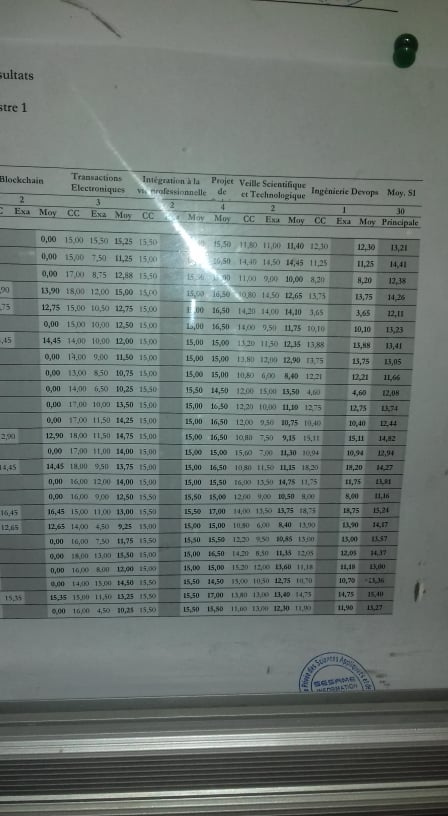 sultats
stre 1
Blockchain Transactions Electroniques Intégration à la vie professionnelle Projet de Veille Scientifique et Technologique Ingénierie Devops Moy. S1
2 3 2 4 2 1 30
C Exa Moy CC Exa Moy CC Moy Moy CC Exa Moy CC Exa Moy Principale
0,00 15,00 15,50 15,25 15,50 15,50 11,80 11,00 11,40 12,30 12,30 13,21
0,00 15,00 7,50 11,25 15,00 16,50 14,40 14,50 14,45 11,25 11,25 14,41
0,00 17,00 8,75 12,88 15,50 11,00 9,00 10,00 8,20 8,20 12,38
,90 13,90 18,00 12,00 15,00 15,00 15,00 16,50 10,80 14,50 12,65 13,75 13,75 14,26
,75 12,75 15,00 10,50 12,75 15,00 16,50 14,20 14,00 14,10 3,65 3,65 12,11
0,00 15,00 10,00 12,50 15,00 15,00 16,50 14,00 9,50 11,75 10,10 10,10 13,23
,45 14,45 14,00 10,00 12,00 15,00 15,00 15,00 13,20 11,50 12,35 13,88 13,88 13,41
0,00 14,00 9,00 11,50 15,00 15,00 15,00 13,80 12,00 12,90 13,75 13,75 13,05
0,00 13,00 8,50 10,75 15,00 15,00 15,00 10,80 6,00 8,40 12,21 12,21 11,66
0,00 14,00 6,50 10,25 15,50 15,50 14,50 12,00 15,00 13,50 4,60 4,60 12,08
0,00 17,00 10,00 13,50 15,00 15,00 16,50 12,20 10,00 11,10 12,75 12,75 13,74
0,00 17,00 11,50 14,25 15,00 15,00 16,50 12,00 9,50 10,75 10,40 10,40 12,44
2,90 12,90 18,00 11,50 14,75 15,00 15,00 16,50 10,80 7,50 9,15 15,11 15,11 14,82
0,00 17,00 11,00 14,00 15,00 15,00 15,00 15,60 7,00 11,30 10,94 10,94 12,94
14,45 14,45 18,00 9,50 13,75 15,00 15,00 16,50 10,80 11,50 11,15 18,20 18,20 14,27
0,00 16,00 12,00 14,00 15,00 15,00 15,50 16,00 13,50 14,75 11,75 11,75 13,91
0,00 16,00 9,00 12,50 15,50 15,50 15,00 12,00 9,00 10,50 8,00 8,00 11,16
16,45 16,45 15,00 11,00 13,00 15,50 15,50 17,00 14,00 13,50 13,75 18,75 18,75 15,24
12,65 12,65 14,00 4,50 9,25 15,00 15,00 15,00 10,80 6,00 8,40 13,90 13,90 14,17
0,00 16,00 7,50 11,75 15,50 15,50 15,50 12,20 9,50 10,85 13,00 13,00 13,57
0,00 18,00 13,00 15,50 15,00 15,00 16,50 14,20 8,50 11,35 12,05 12,05 14,37
0,00 16,00 8,00 12,00 15,00 15,00 15,00 15,20 12,00 13,60 11,18 11,18 13,00
0,00 14,00 15,00 14,50 15,50 15,50 14,50 15,00 10,50 12,75 10,70 10,70 13,36
15,35 15,35 15,00 11,50 13,25 15,50 15,50 17,00 13,80 13,00 13,40 14,75 14,75 15,40
0,00 16,00 4,50 10,25 15,50 15,50 15,50 11,60 13,00 12,30 11,90 11,90 13,27
SESAME